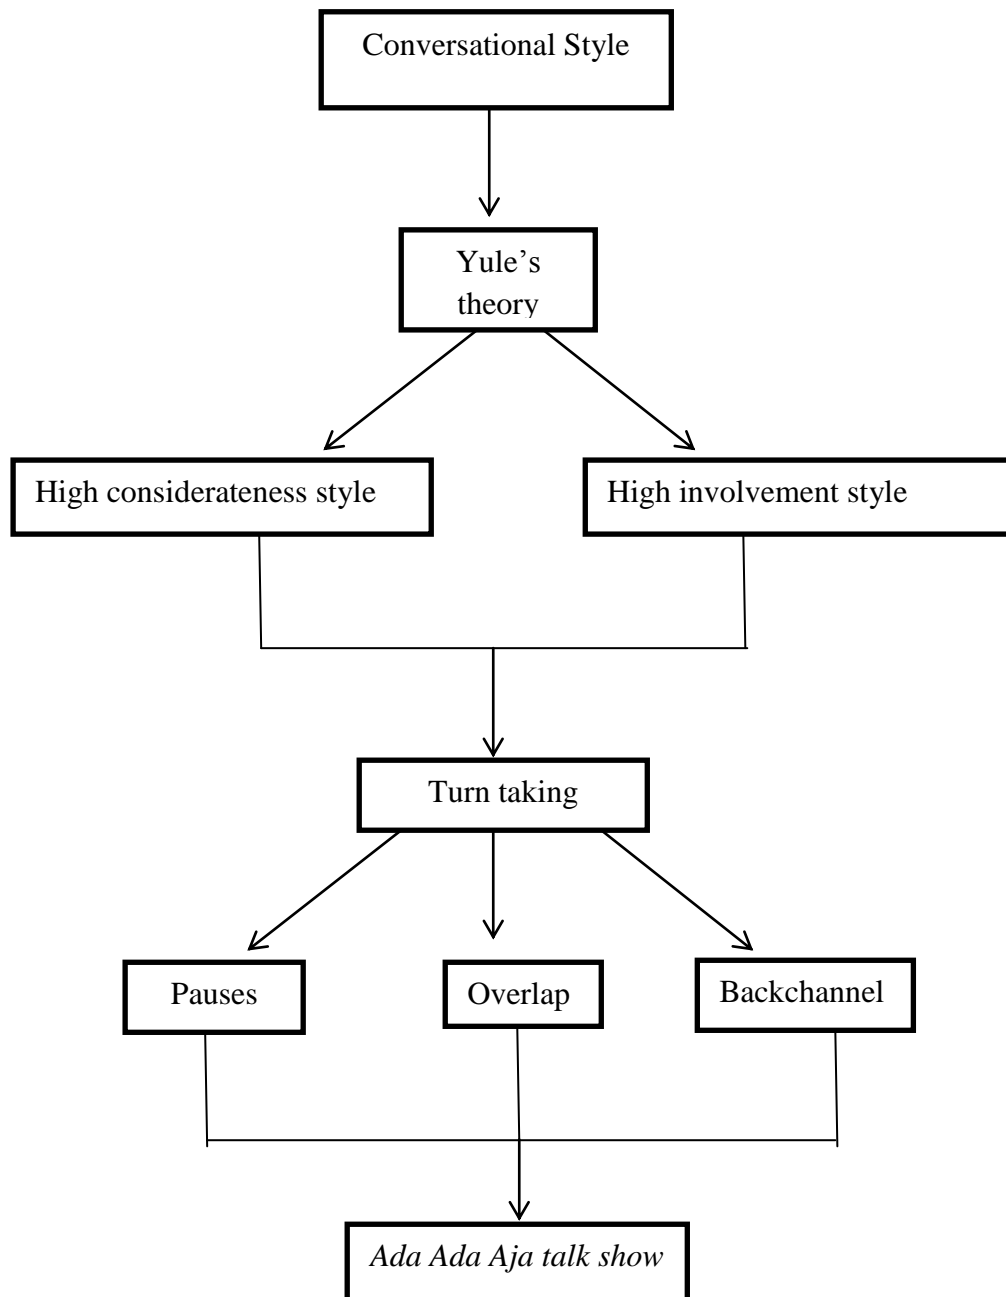 Conversational Style
Yule’s
theory
High considerateness style
High involvement style
Turn taking
Pauses
Overlap
Backchannel
Ada Ada Aja talk show